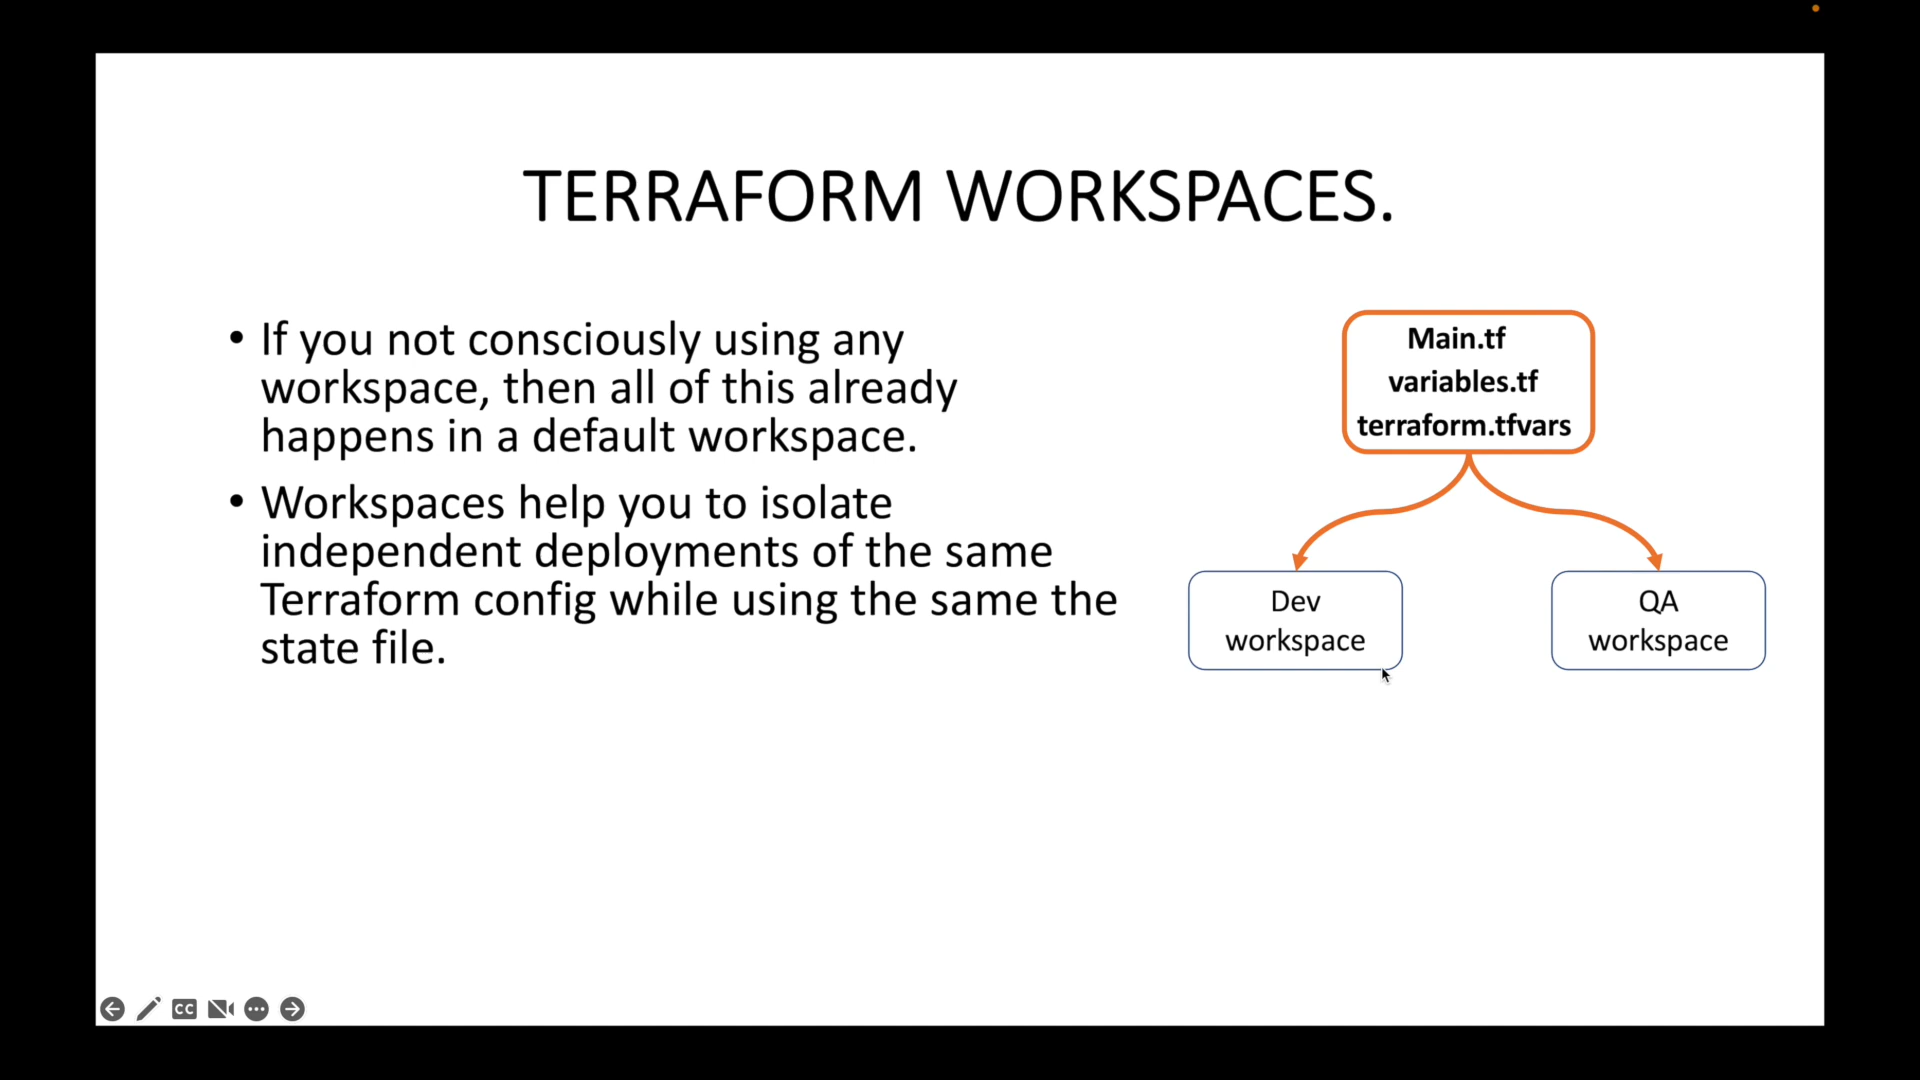 TERRAFORM WORKSPACES.
• If you not consciously using any
workspace, then all of this already
happens in a default workspace.
• Workspaces help you to isolate
independent deployments of the same
Terraform config while using the same the
state file.
Main.tf
variables.tf
terraform.tfvars
Dev
workspace
QA
workspace
CC